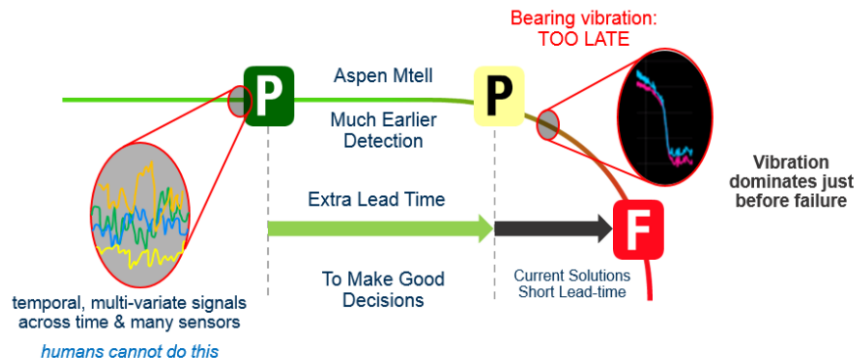 Bearing vibration:
TOO LATE
P
Aspen Mtell
P
Much Earlier
Detection
Vibration
dominates just
before failure
Extra Lead Time
F
To Make Good
Decisions
Current Solutions
Short Lead-time
temporal, multi-variate signals
across time & many sensors
humans cannot do this